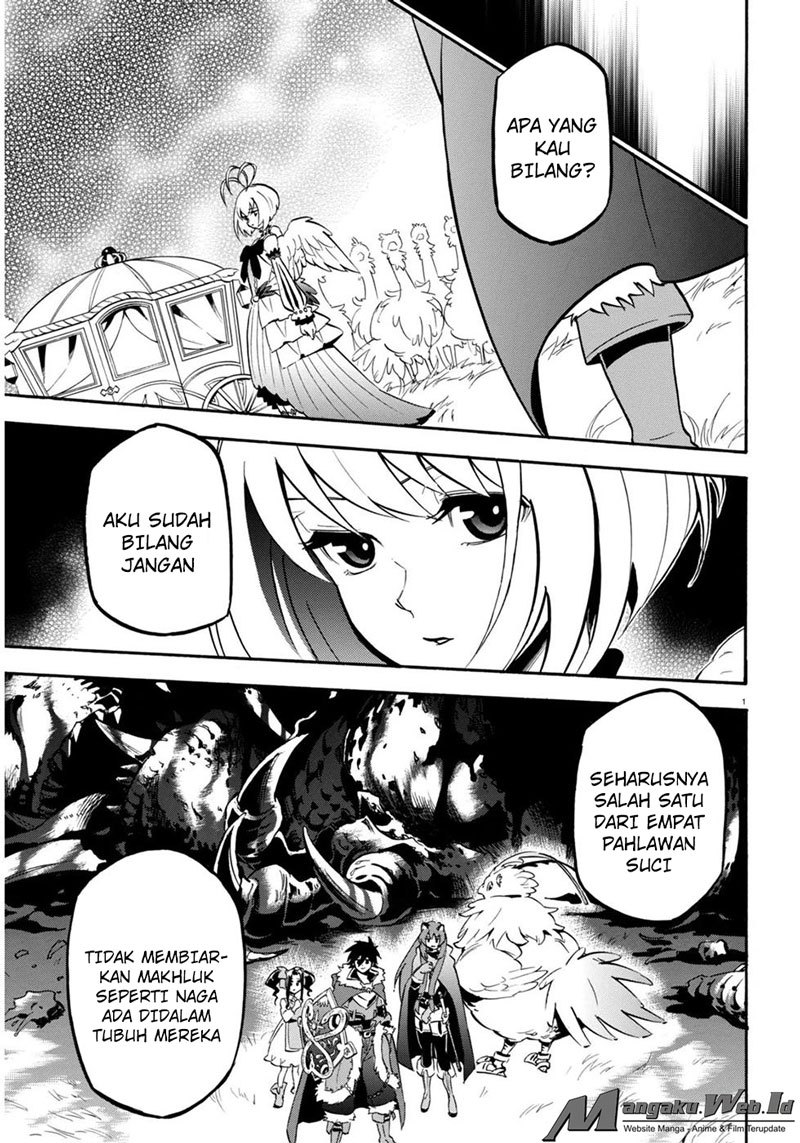 APA YANG
KAU
BILANG?
AKU SUDAH
BILANG
JANGAN
1
SEHARUSNYA
SALAH SATU
DARI EMPAT
PAHLAWAN
SUCI
TIDAK MEMBIAR-
KAN MAKHLUK
SEPERTI NAGA
ADA DIDALAM
TUBUH MEREKA
Mangaku.Web.Id
Website Manga - Anime & Film Terupdate